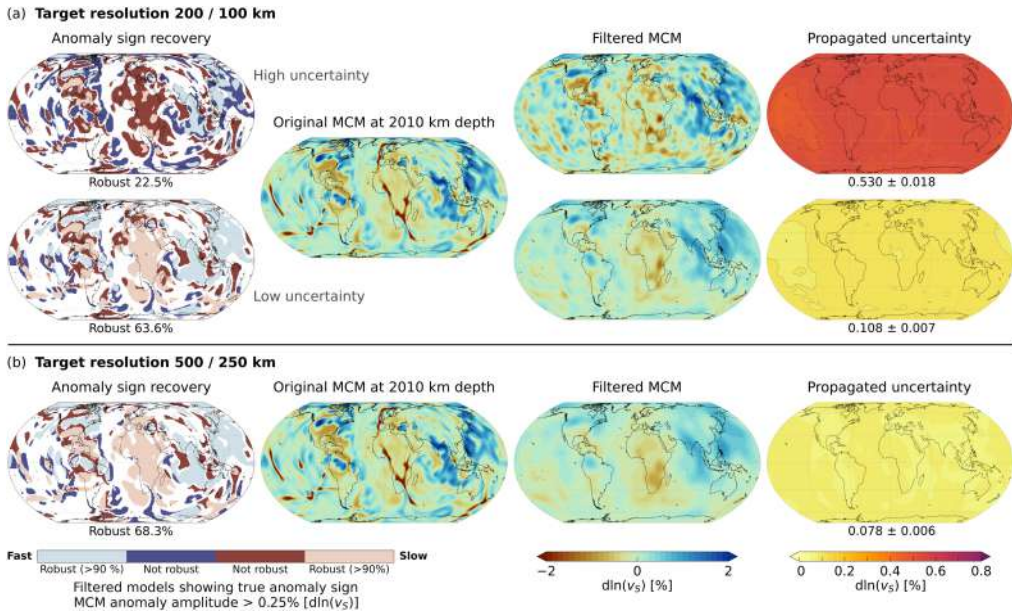 (a) Target resolution 200 / 100 km
Anomaly sign recovery
Filtered MCM
Propagated uncertainty
High uncertainty
Original MCM at 2010 km depth
Robust 22.5%
0.530 ± 0.018
Low uncertainty
Robust 63.6%
0.108 ± 0.007
(b) Target resolution 500 / 250 km
Anomaly sign recovery
Original MCM at 2010 km depth
Filtered MCM
Propagated uncertainty
Robust 68.3%
0.078 ± 0.006
Fast
Slow
Robust (>90 %)
Not robust
Not robust
Robust (>90%)
Filtered models showing true anomaly sign
MCM anomaly amplitude > 0.25% [dln(vS)]
−2 0 2
dln(vS) [%]
0 0.2 0.4 0.6 0.8
dln(vS) [%]